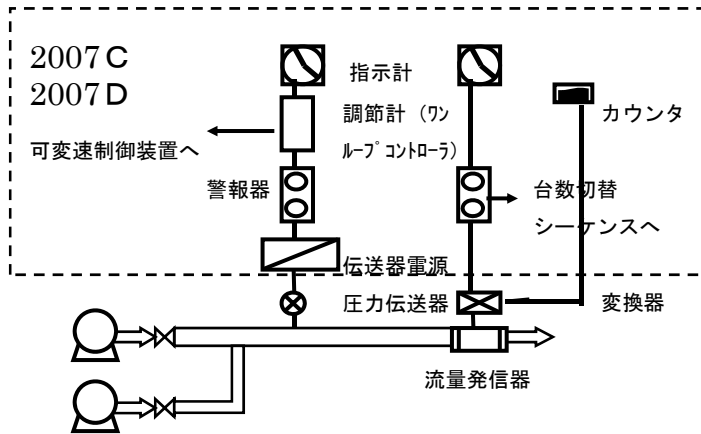 2007C
2007D
可変速制御装置へ
指示計
調節計（ワン
ループコントローラ）
警報器
伝送器電源
圧力伝送器
カウンタ
台数切替
シーケンスへ
変換器
流量発信器